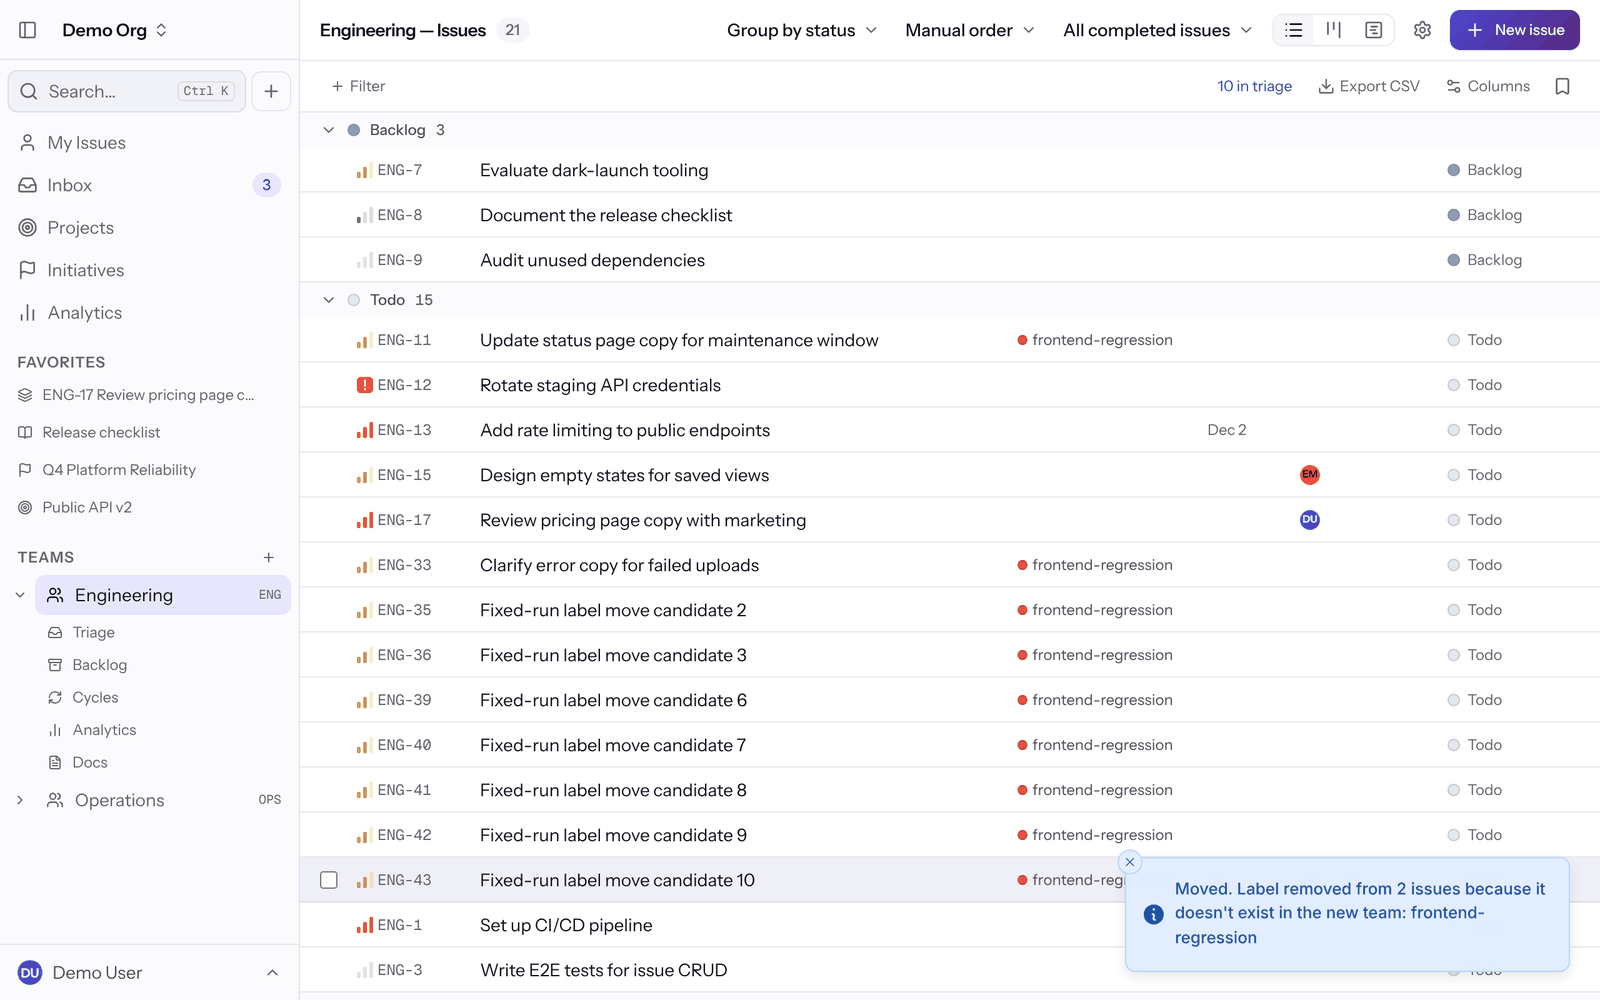 Demo Org
Search...
Ctrl K
My Issues
Inbox
3
Projects
Initiatives
Analytics
FAVORITES
ENG-17 Review pricing page c...
Release checklist
Q4 Platform Reliability
Public API v2
TEAMS
Engineering
ENG
Triage
Backlog
Cycles
Analytics
Docs
Operations
OPS
DU
Demo User
Engineering — Issues
21
Group by status
Manual order
All completed issues
New issue
Filter
10 in triage
Export CSV
Columns
Backlog 3
ENG-7 Evaluate dark-launch tooling Backlog
ENG-8 Document the release checklist Backlog
ENG-9 Audit unused dependencies Backlog
Todo 15
ENG-11 Update status page copy for maintenance window frontend-regression Todo
ENG-12 Rotate staging API credentials Todo
ENG-13 Add rate limiting to public endpoints Dec 2 Todo
ENG-15 Design empty states for saved views EM Todo
ENG-17 Review pricing page copy with marketing DU Todo
ENG-33 Clarify error copy for failed uploads frontend-regression Todo
ENG-35 Fixed-run label move candidate 2 frontend-regression Todo
ENG-36 Fixed-run label move candidate 3 frontend-regression Todo
ENG-39 Fixed-run label move candidate 6 frontend-regression Todo
ENG-40 Fixed-run label move candidate 7 frontend-regression Todo
ENG-41 Fixed-run label move candidate 8 frontend-regression Todo
ENG-42 Fixed-run label move candidate 9 frontend-regression Todo
ENG-43 Fixed-run label move candidate 10
ENG-1 Set up CI/CD pipeline
ENG-3 Write E2E tests for issue CRUD
Moved. Label removed from 2 issues because it
doesn't exist in the new team: frontend-
regression